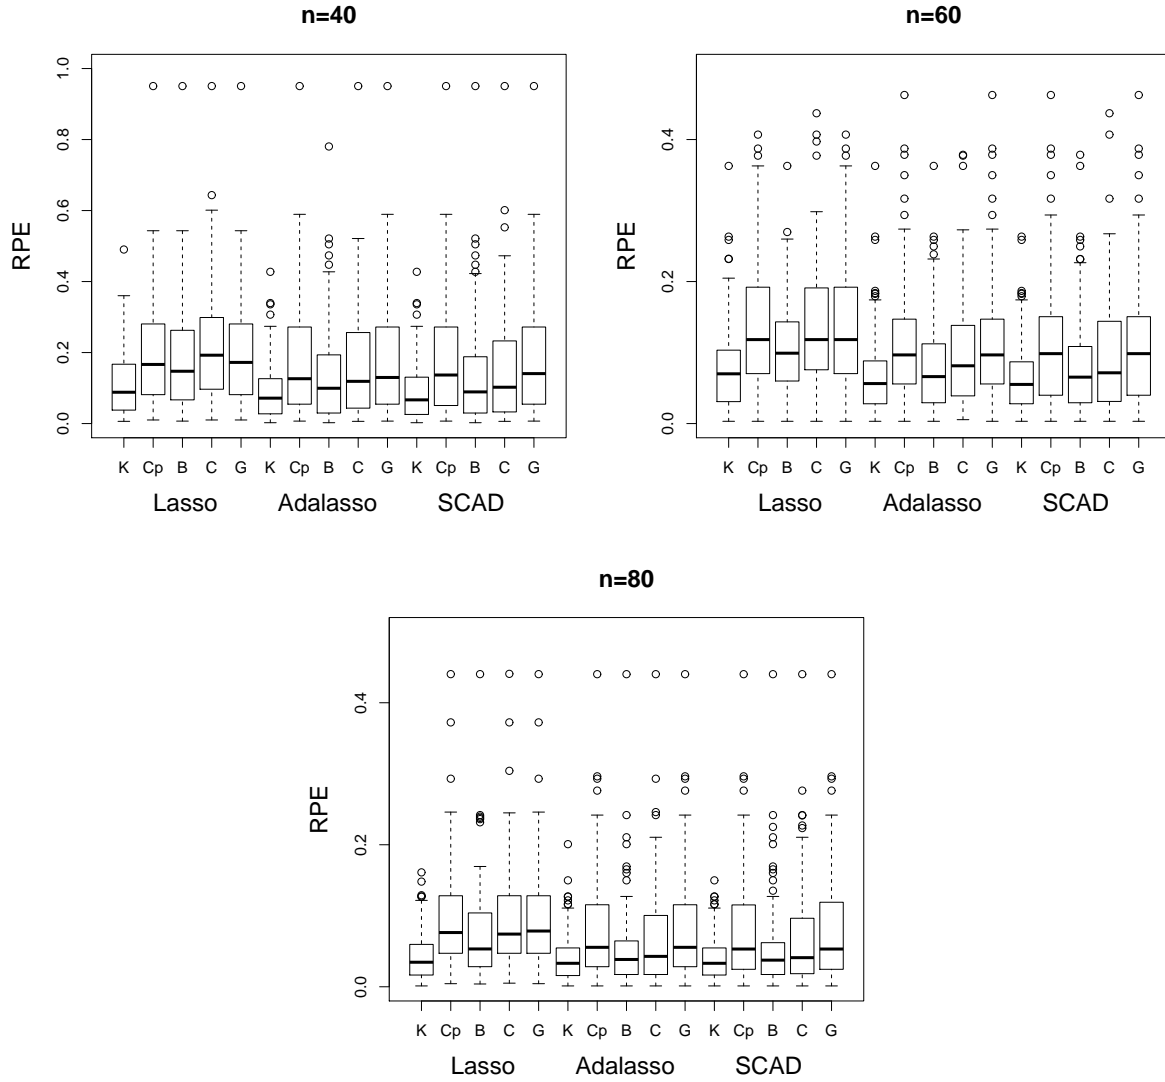 n=40
RPE
1.0
0.8
0.6
0.4
0.2
0.0
K Cp B C G K Cp B C G K Cp B C G
Lasso Adalasso SCAD
n=60
RPE
0.4
0.2
0.0
K Cp B C G K Cp B C G K Cp B C G
Lasso Adalasso SCAD
n=80
RPE
0.4
0.2
0.0
K Cp B C G K Cp B C G K Cp B C G
Lasso Adalasso SCAD